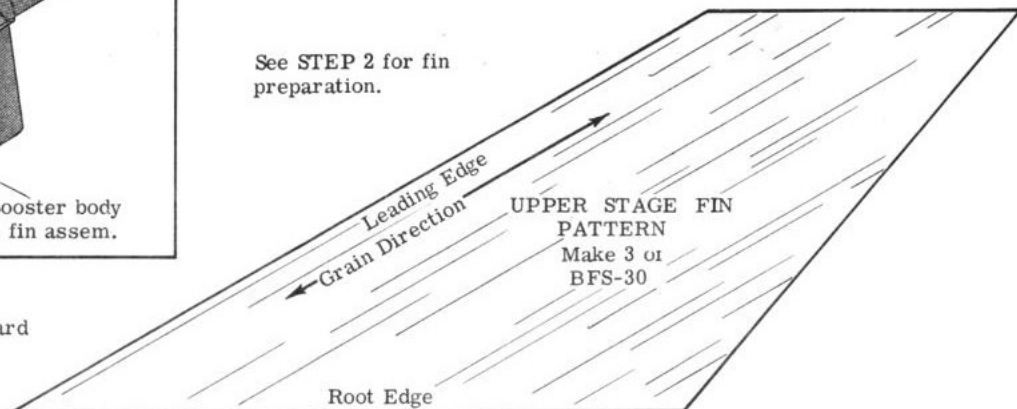 See STEP 2 for fin
preparation.
Leading Edge
Grain Direction
UPPER STAGE FIN
PATTERN
Make 3 of
BFS-30
Root Edge
ooster body
fin assem.
ard